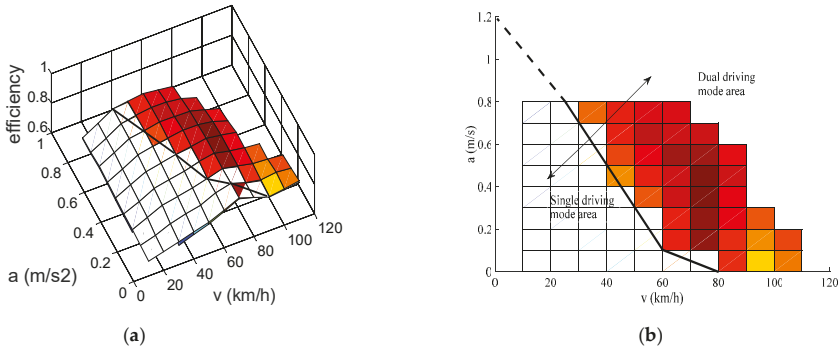 efficiency
1
0.8
0.6
1
0.8
0.6
0.4
0.2
0
a (m/s2)
0
20
40
60
80
100
120
v (km/h)
(a)
1.2
1
0.8
0.6
0.4
0.2
0
a (m/s)
Dual driving
mode area
Single driving
mode area
0
20
40
60
80
100
120
v (km/h)
(b)